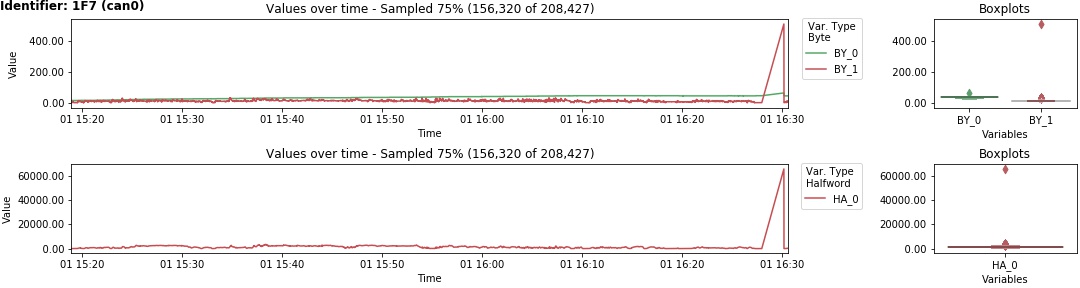 Identifier: 1F7 (can0)
Values over time - Sampled 75% (156,320 of 208,427)
Boxplots
Value
400.00
200.00
0.00
01 15:20 01 15:30 01 15:40 01 15:50 01 16:00 01 16:10 01 16:20 01 16:30
Time
Var. Type
Byte
BY_0
BY_1
400.00
200.00
0.00
BY_0 BY_1
Variables
Values over time - Sampled 75% (156,320 of 208,427)
Boxplots
Value
60000.00
40000.00
20000.00
0.00
01 15:20 01 15:30 01 15:40 01 15:50 01 16:00 01 16:10 01 16:20 01 16:30
Time
Var. Type
Halfword
HA_0
60000.00
40000.00
20000.00
0.00
HA_0
Variables